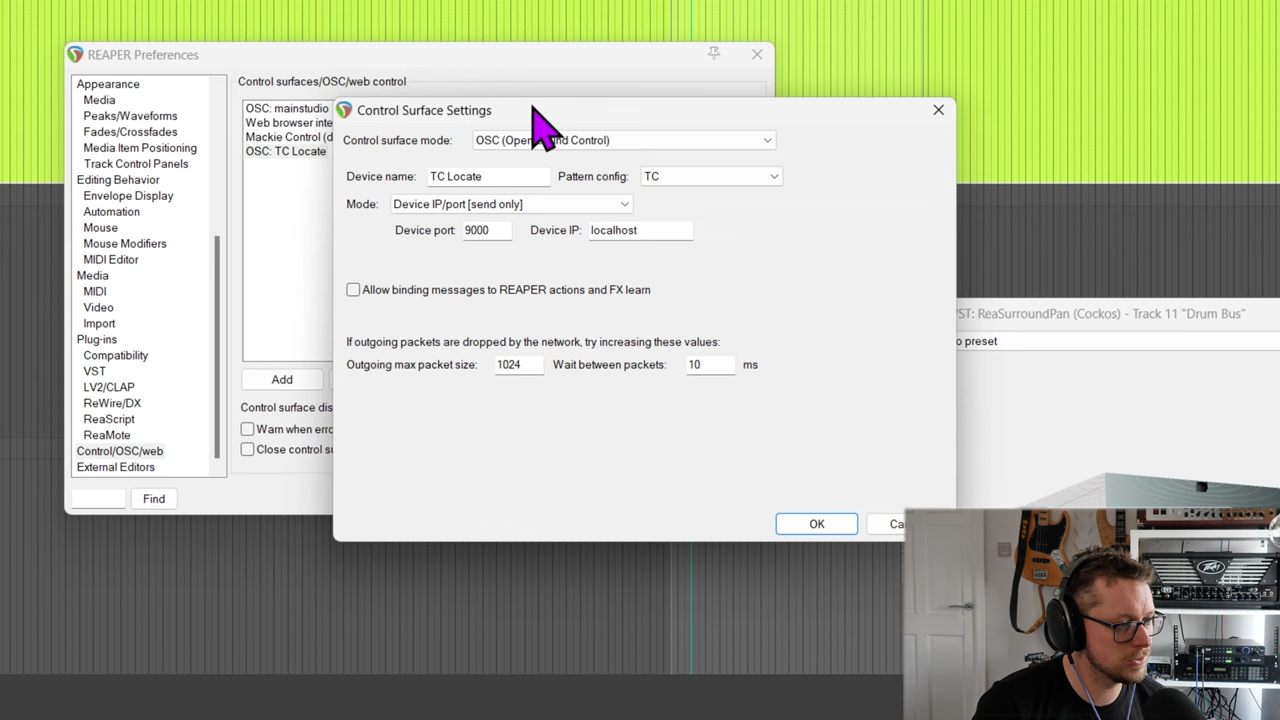 REAPER Preferences
Appearance
Media
Peaks/Waveforms
Fades/Crossfades
Media Item Positioning
Track Control Panels
Editing Behavior
Envelope Display
Automation
Mouse
Mouse Modifiers
MIDI Editor
Media
MIDI
Video
Import
Plug-ins
Compatibility
VST
LV2/CLAP
ReWire/DX
ReaScript
ReaMote
Control/OSC/web
External Editors
Find
Control surfaces/OSC/web control
OSC: mainstudio
Web browser inte
Mackie Control (d
OSC: TC Locate
Add
Control surface dis
Warn when erro
Close control su
Control Surface Settings
Control surface mode: OSC (Open Sound Control)
Device name: TC Locate Pattern config: TC
Mode: Device IP/port [send only]
Device port: 9000 Device IP: localhost
Allow binding messages to REAPER actions and FX learn
If outgoing packets are dropped by the network, try increasing these values:
Outgoing max packet size: 1024 Wait between packets: 10 ms
OK Ca
VST: ReaSurroundPan (Cockos) - Track 11 "Drum Bus"
o preset
PEAVEY